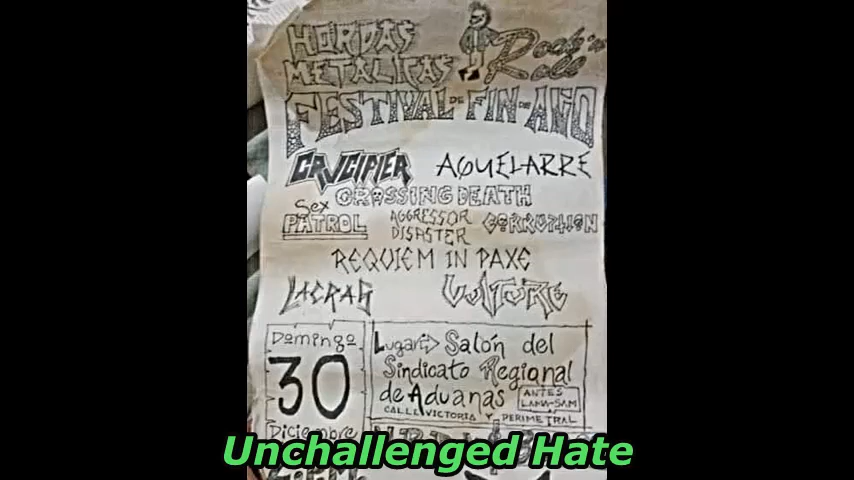 HORDAS Rock'n
METALICAS Roll
FESTIVAL DE FIN DE AÑO
CRUCIFIER AQUELARRE
CROSSING DEATH
Sex PATROL AGGRESSOR DISASTER CORRUPTION
REQUIEM IN PAXE
LACRAS VULTURE
Domingo
30
Diciembre
Lugar Salón del
Sindicato Regional
de Aduanas ANTES LAMA-SAM
CALLE VICTORIA Y PERIMETRAL
Unchallenged Hate